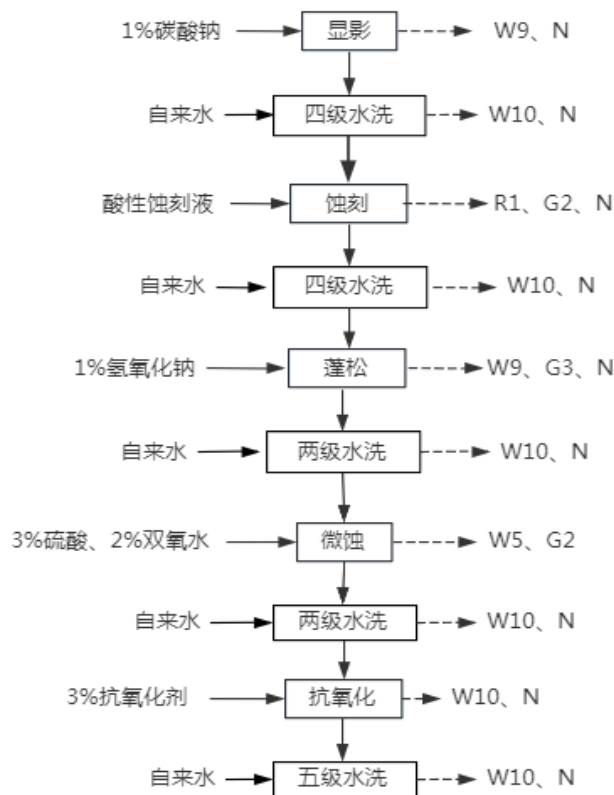 1%碳酸钠 显影 W9、N
自来水 四级水洗 W10、N
酸性蚀刻液 蚀刻 R1、G2、N
自来水 四级水洗 W10、N
1%氢氧化钠 蓬松 W9、G3、N
自来水 两级水洗 W10、N
3%硫酸、2%双氧水 微蚀 W5、G2
自来水 两级水洗 W10、N
3%抗氧化剂 抗氧化 W10、N
自来水 五级水洗 W10、N